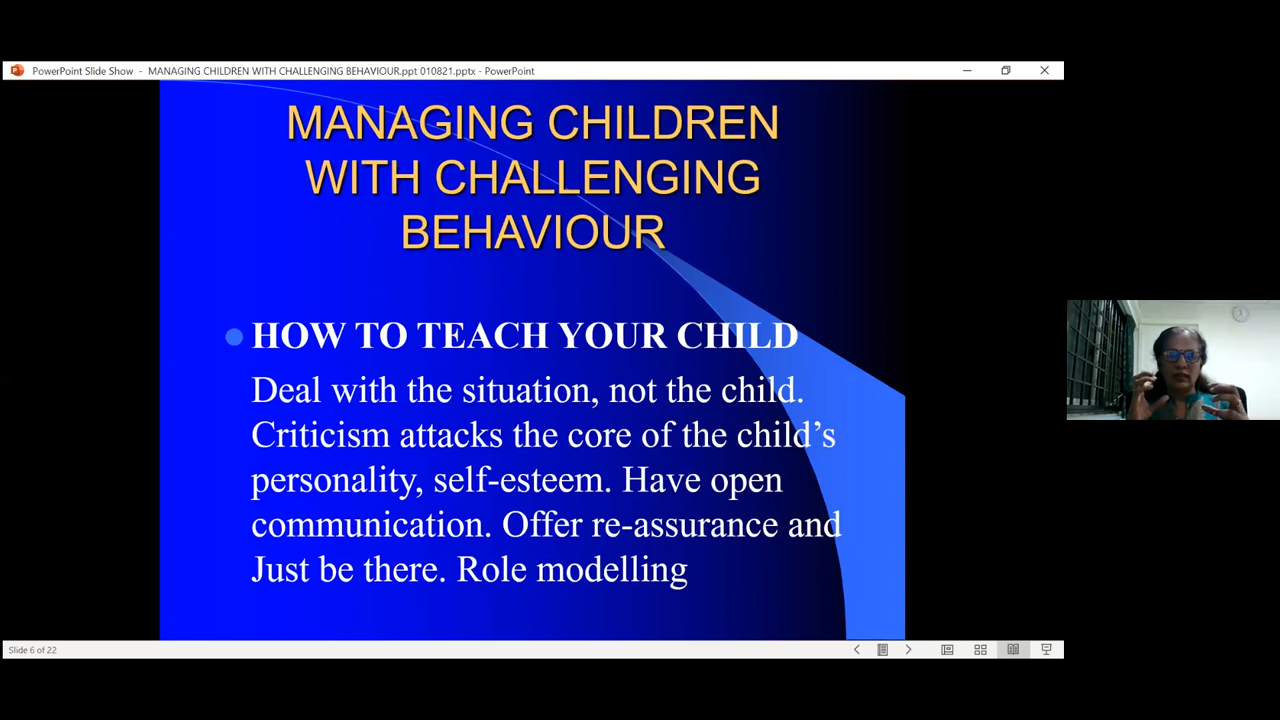 PowerPoint Slide Show - MANAGING CHILDREN WITH CHALLENGING BEHAVIOUR.ppt 010821.pptx - PowerPoint
MANAGING CHILDREN
WITH CHALLENGING
BEHAVIOUR
HOW TO TEACH YOUR CHILD
Deal with the situation, not the child.
Criticism attacks the core of the child’s
personality, self-esteem. Have open
communication. Offer re-assurance and
Just be there. Role modelling
Slide 6 of 22